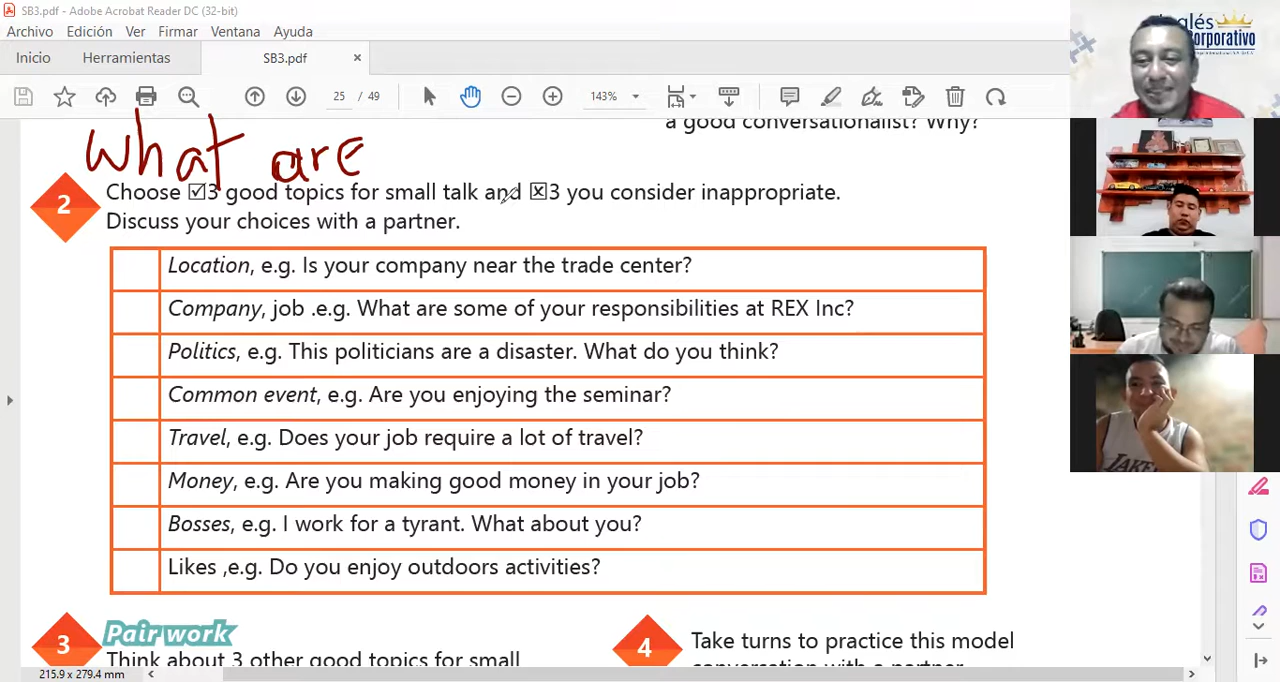 SB3.pdf - Adobe Acrobat Reader DC (32-bit)
Archivo Edición Ver Firmar Ventana Ayuda
Inicio Herramientas SB3.pdf ×
25 / 49 143%
a good conversationalist? Why?
What are
2 Choose ☑3 good topics for small talk and ☒3 you consider inappropriate.
Discuss your choices with a partner.
Location, e.g. Is your company near the trade center?
Company, job .e.g. What are some of your responsibilities at REX Inc?
Politics, e.g. This politicians are a disaster. What do you think?
Common event, e.g. Are you enjoying the seminar?
Travel, e.g. Does your job require a lot of travel?
Money, e.g. Are you making good money in your job?
Bosses, e.g. I work for a tyrant. What about you?
Likes ,e.g. Do you enjoy outdoors activities?
3 Pair work
Think about 3 other good topics for small
4 Take turns to practice this model
conversation with a partner
215.9 x 279.4 mm
Inglés
Corporativo